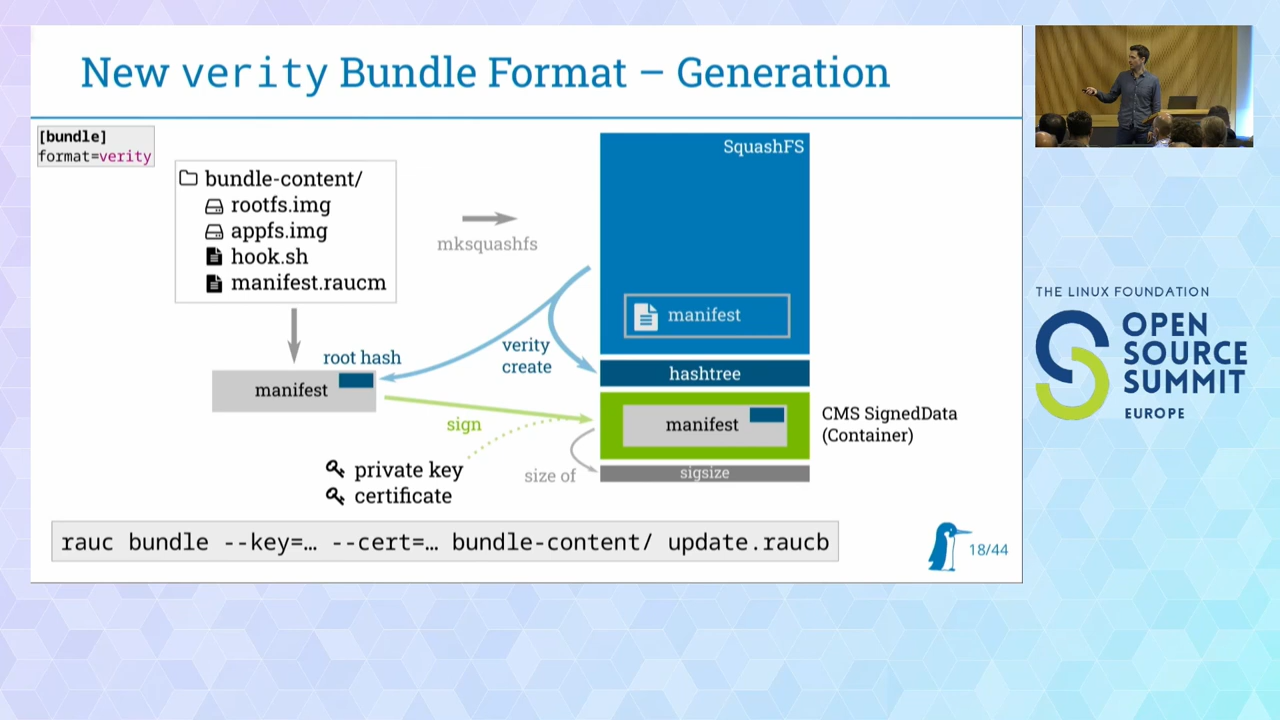 New verity Bundle Format – Generation
[bundle]
format=verity
bundle-content/
rootfs.img
appfs.img
hook.sh
manifest.raucm
mksquashfs
SquashFS
manifest
root hash
verity
create
hashtree
manifest
manifest
CMS SignedData
(Container)
sign
private key
certificate
size of
sigsize
rauc bundle --key=… --cert=… bundle-content/ update.raucb
18/44
THE LINUX FOUNDATION
OPEN
SOURCE
SUMMIT
EUROPE